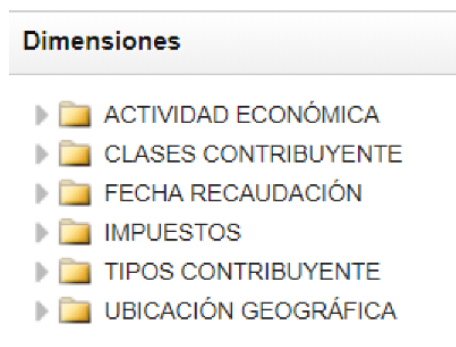 Dimensiones
ACTIVIDAD ECONÓMICA
CLASES CONTRIBUYENTE
FECHA RECAUDACIÓN
IMPUESTOS
TIPOS CONTRIBUYENTE
UBICACIÓN GEOGRÁFICA